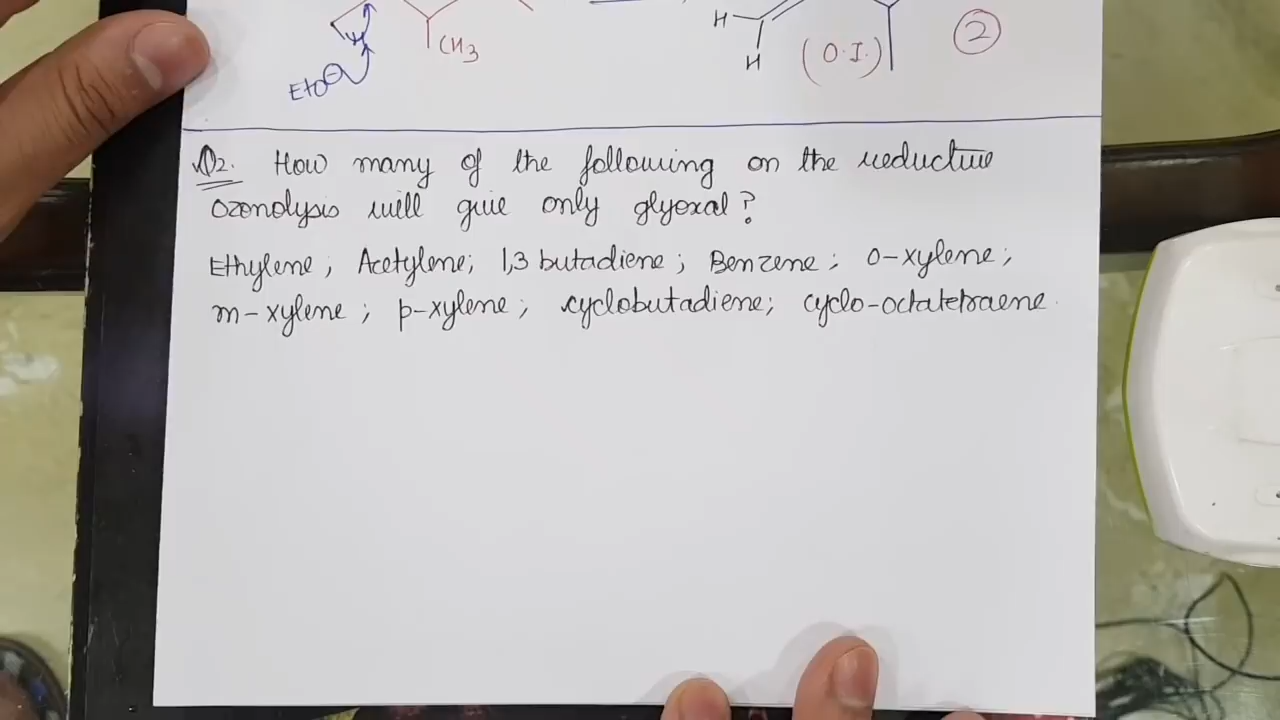 (CH3
EtO⊖
H
H
(O.I.)
2
Q2. How many of the following on the reductive
ozonolysis will give only glyoxal?
Ethylene; Acetylene; 1,3 butadiene; Benzene; o-xylene;
m-xylene; p-xylene; cyclobutadiene; cyclo-octatetraene.